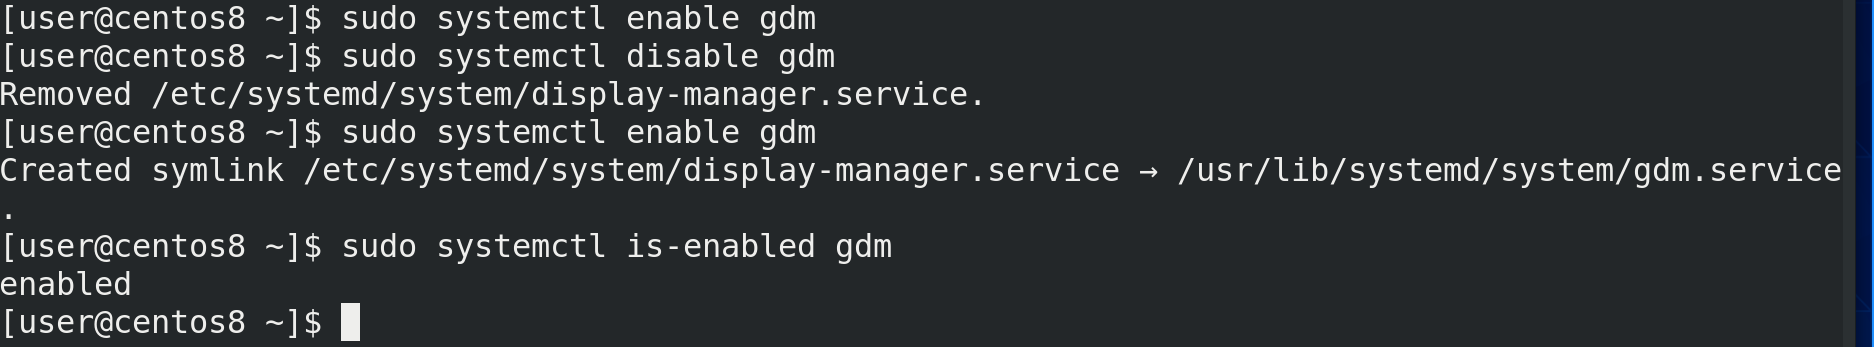 [user@centos8 ~]$ sudo systemctl enable gdm
[user@centos8 ~]$ sudo systemctl disable gdm
Removed /etc/systemd/system/display-manager.service.
[user@centos8 ~]$ sudo systemctl enable gdm
Created symlink /etc/systemd/system/display-manager.service → /usr/lib/systemd/system/gdm.service
.
[user@centos8 ~]$ sudo systemctl is-enabled gdm
enabled
[user@centos8 ~]$